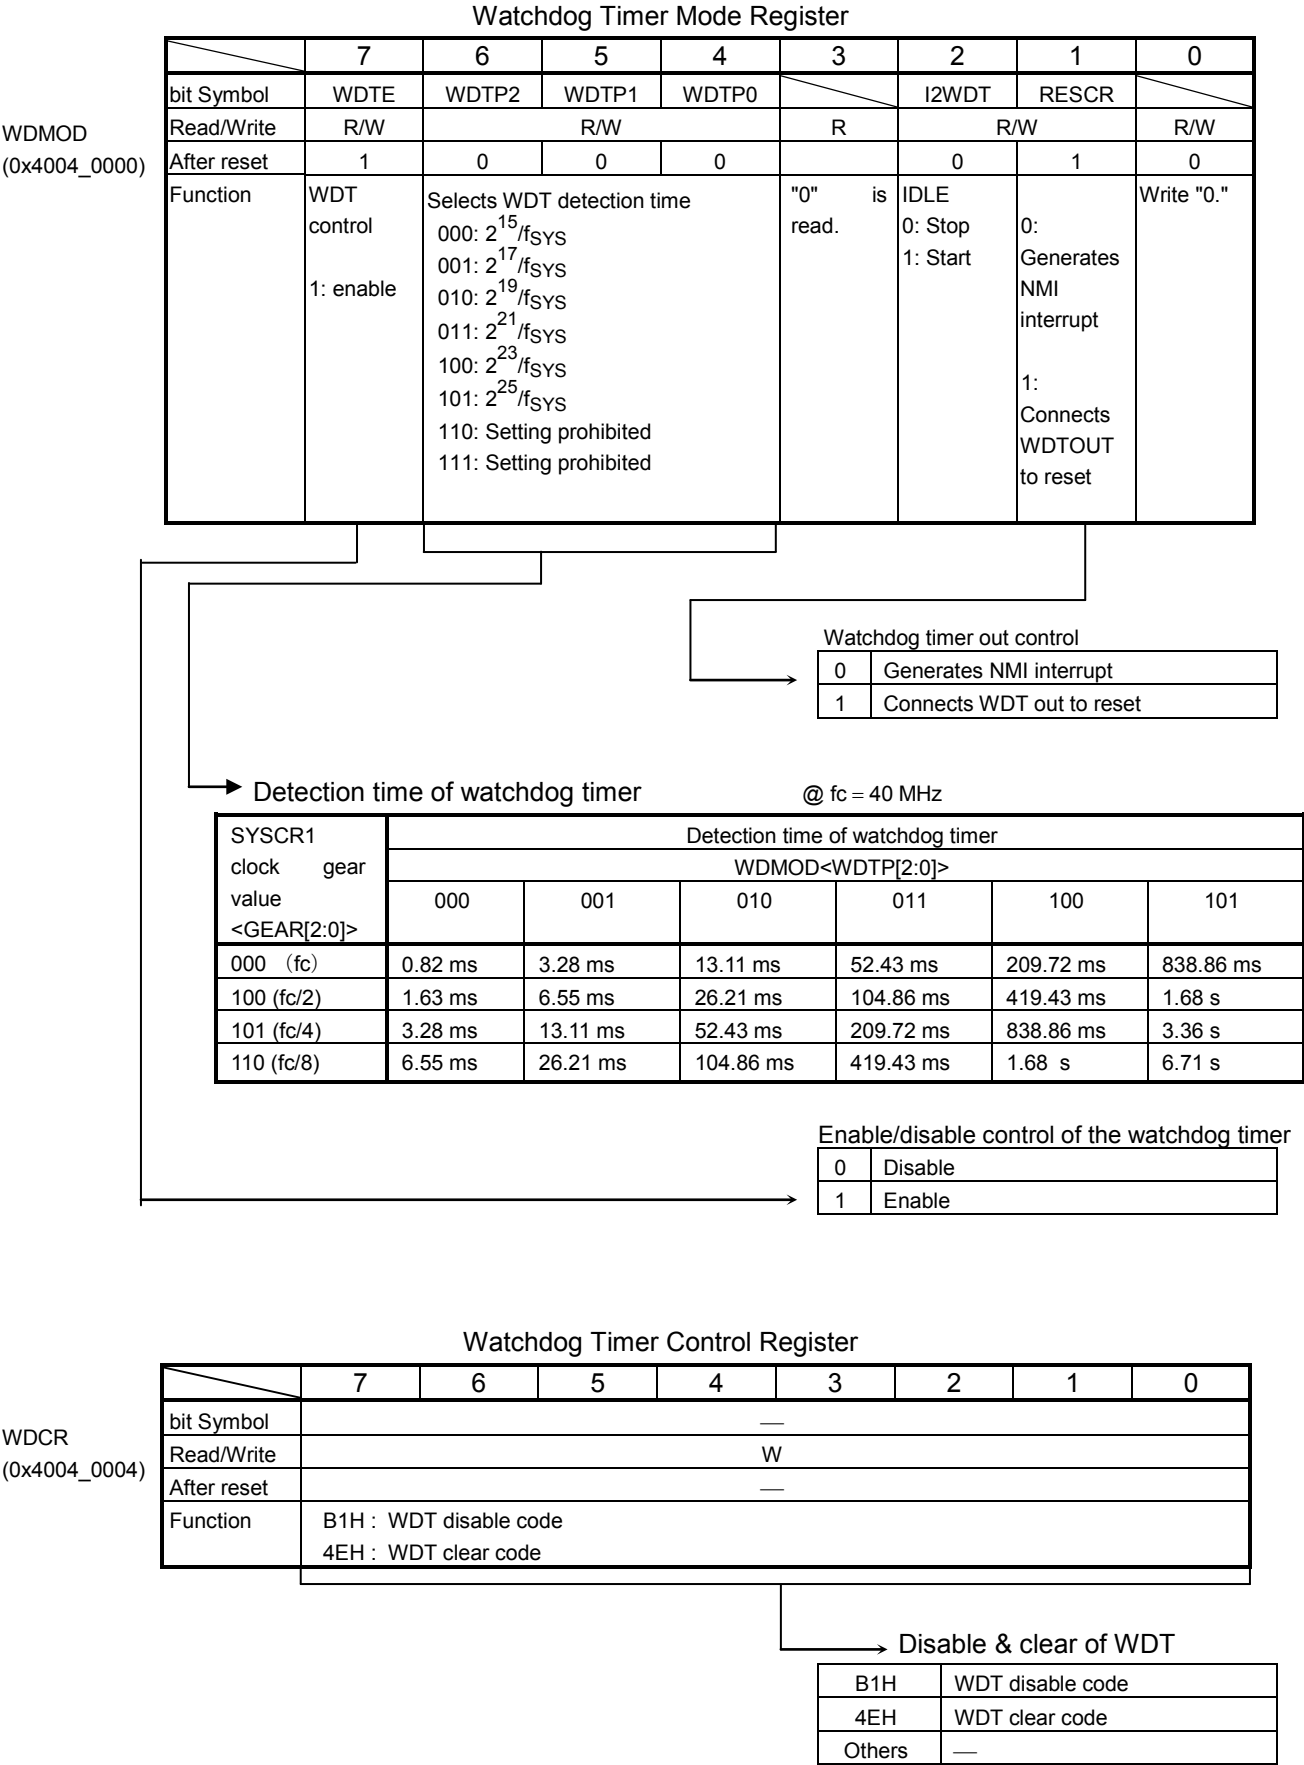 Watchdog Timer Mode Register
7 6 5 4 3 2 1 0
bit Symbol WDTE WDTP2 WDTP1 WDTP0 I2WDT RESCR
WDMOD
(0x4004_0000)
Read/Write R/W R/W R R/W R/W
After reset 1 0 0 0 0 1 0
Function
WDT
control
1: enable
Selects WDT detection time
000: 2^15/fSYS
001: 2^17/fSYS
010: 2^19/fSYS
011: 2^21/fSYS
100: 2^23/fSYS
101: 2^25/fSYS
110: Setting prohibited
111: Setting prohibited
"0" is
read.
IDLE
0: Stop
1: Start
0:
Generates
NMI
interrupt
1:
Connects
WDTOUT
to reset
Write "0."
Watchdog timer out control
0 Generates NMI interrupt
1 Connects WDT out to reset
Detection time of watchdog timer @ fc = 40 MHz
SYSCR1
clock gear
value
<GEAR[2:0]>
Detection time of watchdog timer
WDMOD<WDTP[2:0]>
000 001 010 011 100 101
000 （fc） 0.82 ms 3.28 ms 13.11 ms 52.43 ms 209.72 ms 838.86 ms
100 (fc/2) 1.63 ms 6.55 ms 26.21 ms 104.86 ms 419.43 ms 1.68 s
101 (fc/4) 3.28 ms 13.11 ms 52.43 ms 209.72 ms 838.86 ms 3.36 s
110 (fc/8) 6.55 ms 26.21 ms 104.86 ms 419.43 ms 1.68 s 6.71 s
Enable/disable control of the watchdog timer
0 Disable
1 Enable
Watchdog Timer Control Register
7 6 5 4 3 2 1 0
WDCR
(0x4004_0004)
bit Symbol —
Read/Write W
After reset —
Function B1H : WDT disable code
4EH : WDT clear code
Disable & clear of WDT
B1H WDT disable code
4EH WDT clear code
Others —